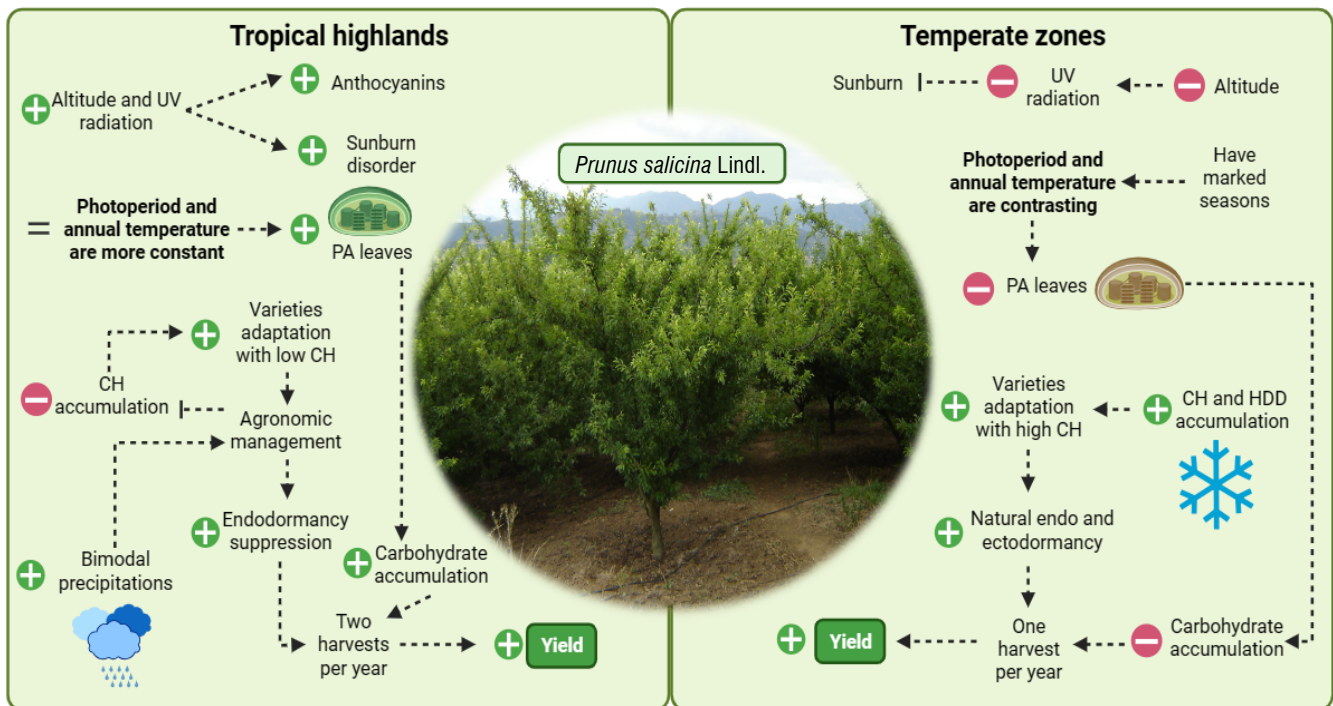 Tropical highlands
Altitude and UV
radiation
Anthocyanins
Sunburn
disorder
=
Photoperiod and
annual temperature
are more constant
PA leaves
Varieties
adaptation
with low CH
CH
accumulation
Agronomic
management
Endodormancy
suppression
Bimodal
precipitations
Carbohydrate
accumulation
Two
harvests
per year
Yield
Prunus salicina Lindl.
Temperate zones
Sunburn
UV
radiation
Altitude
Photoperiod and
annual temperature
are contrasting
Have
marked
seasons
PA leaves
Varieties
adaptation
with high CH
CH and HDD
accumulation
Natural endo and
ectodormancy
Yield
One
harvest
per year
Carbohydrate
accumulation